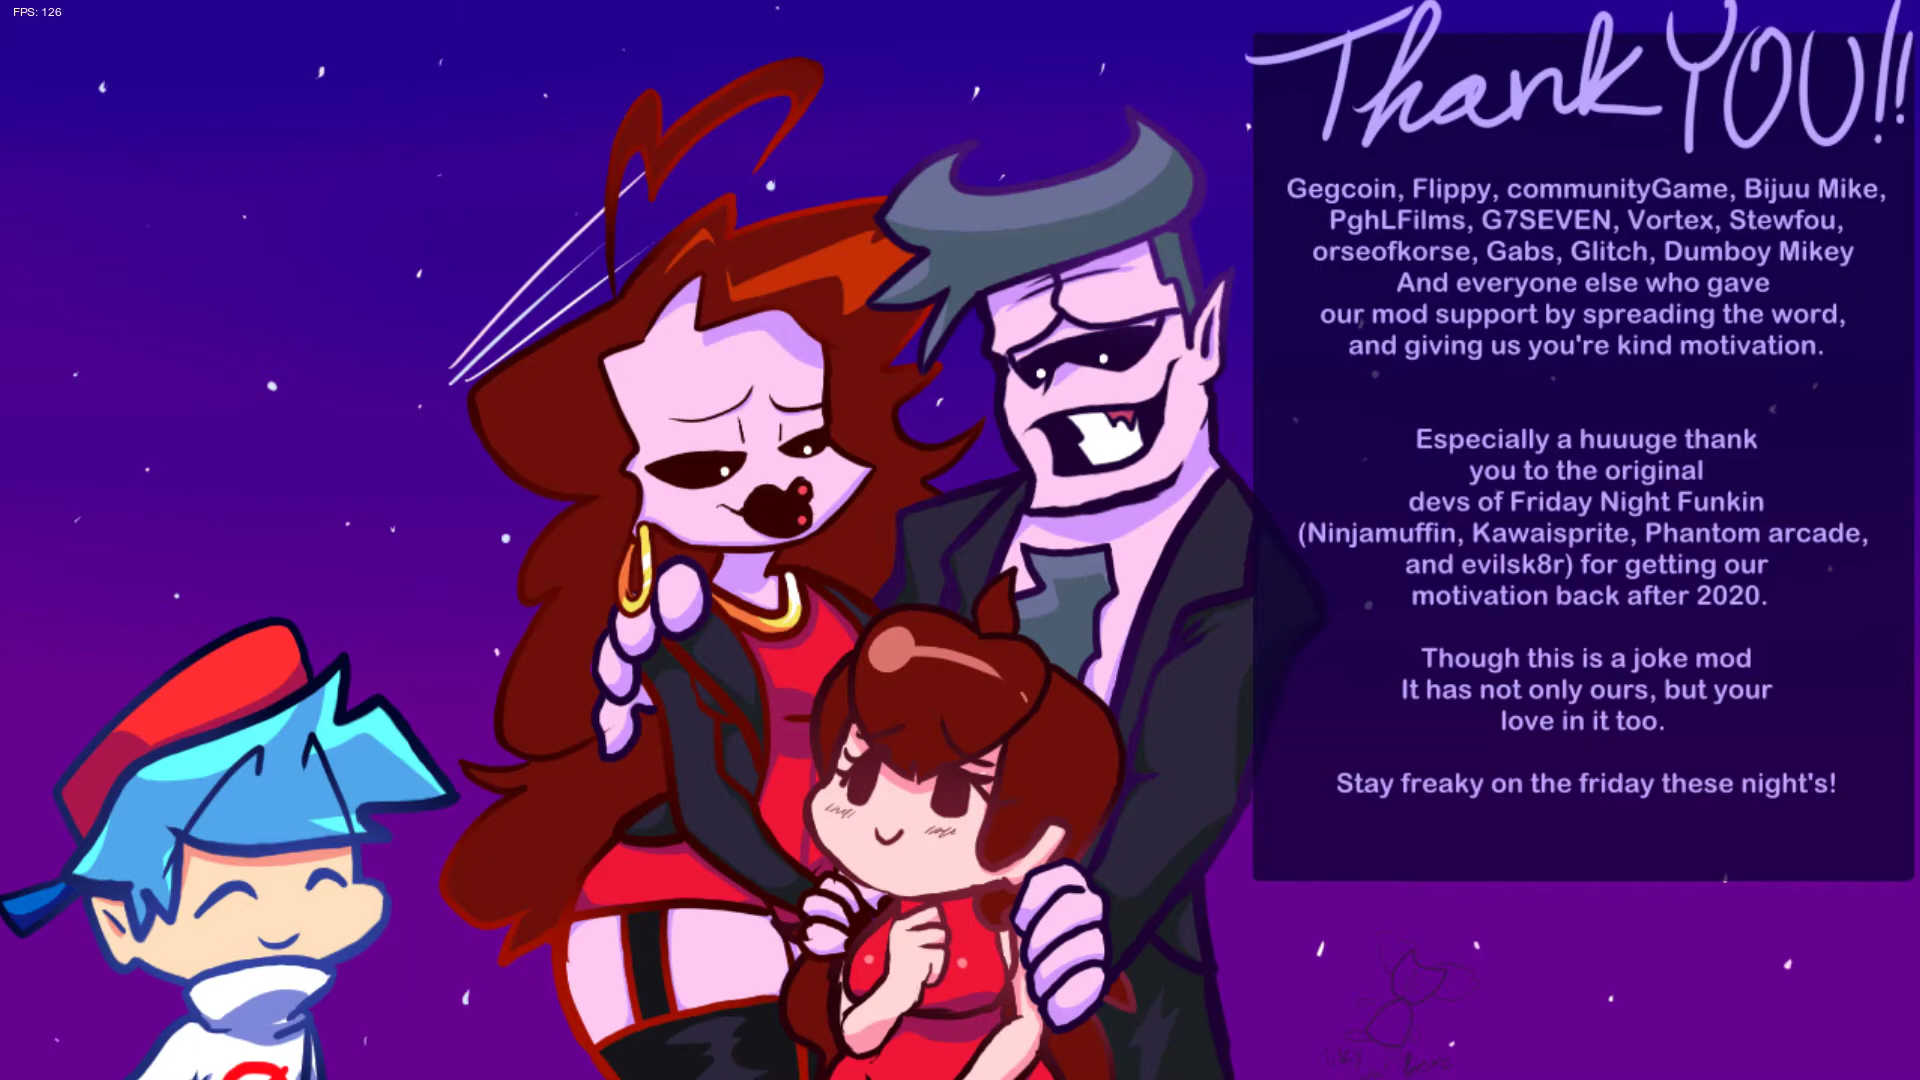 FPS: 126
Thank YOU!!
Gegcoin, Flippy, communityGame, Bijuu Mike,
PghLFilms, G7SEVEN, Vortex, Stewfou,
orseofkorse, Gabs, Glitch, Dumboy Mikey
And everyone else who gave
our mod support by spreading the word,
and giving us you're kind motivation.
Especially a huuuge thank
you to the original
devs of Friday Night Funkin
(Ninjamuffin, Kawaisprite, Phantom arcade,
and evilsk8r) for getting our
motivation back after 2020.
Though this is a joke mod
It has not only ours, but your
love in it too.
Stay freaky on the friday these night's!